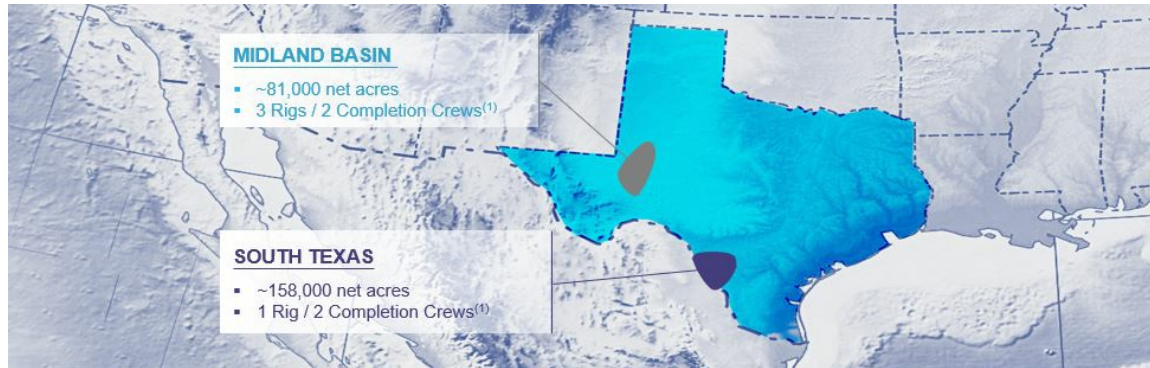 MIDLAND BASIN
▪ ~81,000 net acres
▪ 3 Rigs / 2 Completion Crews(1)
SOUTH TEXAS
▪ ~158,000 net acres
▪ 1 Rig / 2 Completion Crews(1)